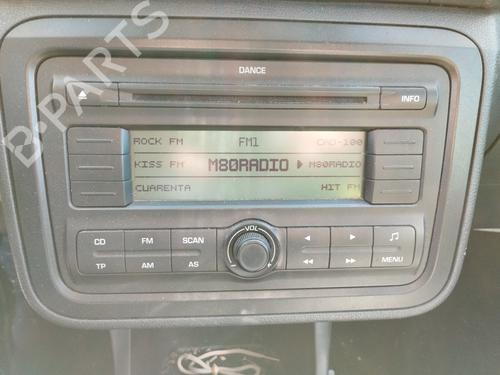 B-PARTS
DANCE
INFO
ROCK FM FM1 CAD-100
KISS FM M80RADIO ▶ M80RADIO
CUARENTA HIT FM
CD FM SCAN VOL
TP AM AS MENU